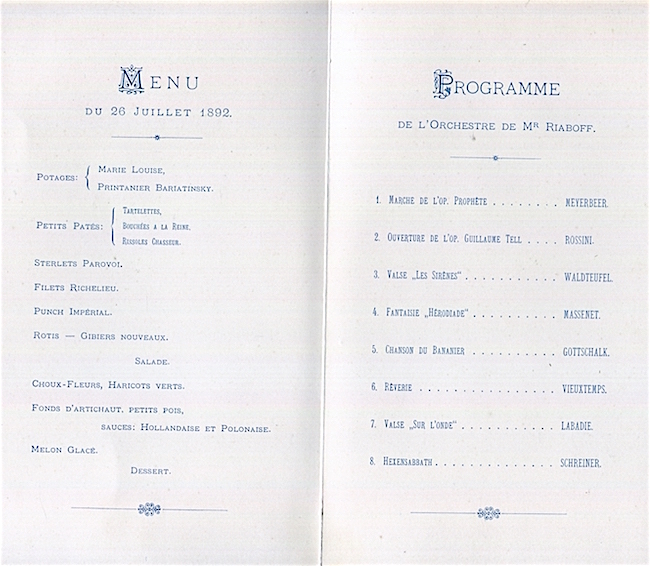 MENU
DU 26 JUILLET 1892.
POTAGES: { MARIE LOUISE,
PRINTANIER BARIATINSKY.
PETITS PATÉS: { TARTELETTES,
BOUCHÉES A LA REINE,
RISSOLES CHASSEUR.
STERLETS PAROVOI.
FILETS RICHELIEU.
PUNCH IMPÉRIAL.
ROTIS — GIBIERS NOUVEAUX.
SALADE.
CHOUX-FLEURS, HARICOTS VERTS.
FONDS D'ARTICHAUT, PETITS POIS,
SAUCES: HOLLANDAISE ET POLONAISE.
MELON GLACÉ.
DESSERT.
PROGRAMME
DE L'ORCHESTRE DE MR RIABOFF.
1. MARCHE DE L'OP. PROPHÈTE ........ MEYERBEER.
2. OUVERTURE DE L'OP. GUILLAUME TELL .... ROSSINI.
3. VALSE „LES SIRÈNES“ ........... WALDTEUFEL.
4. FANTAISIE „HÉRODIADE“ .......... MASSENET.
5. CHANSON DU BANANIER .......... GOTTSCHALK.
6. RÊVERIE ................ VIEUXTEMPS.
7. VALSE „SUR L'ONDE“ ............ LABADIE.
8. HEXENSABBATH .............. SCHREINER.